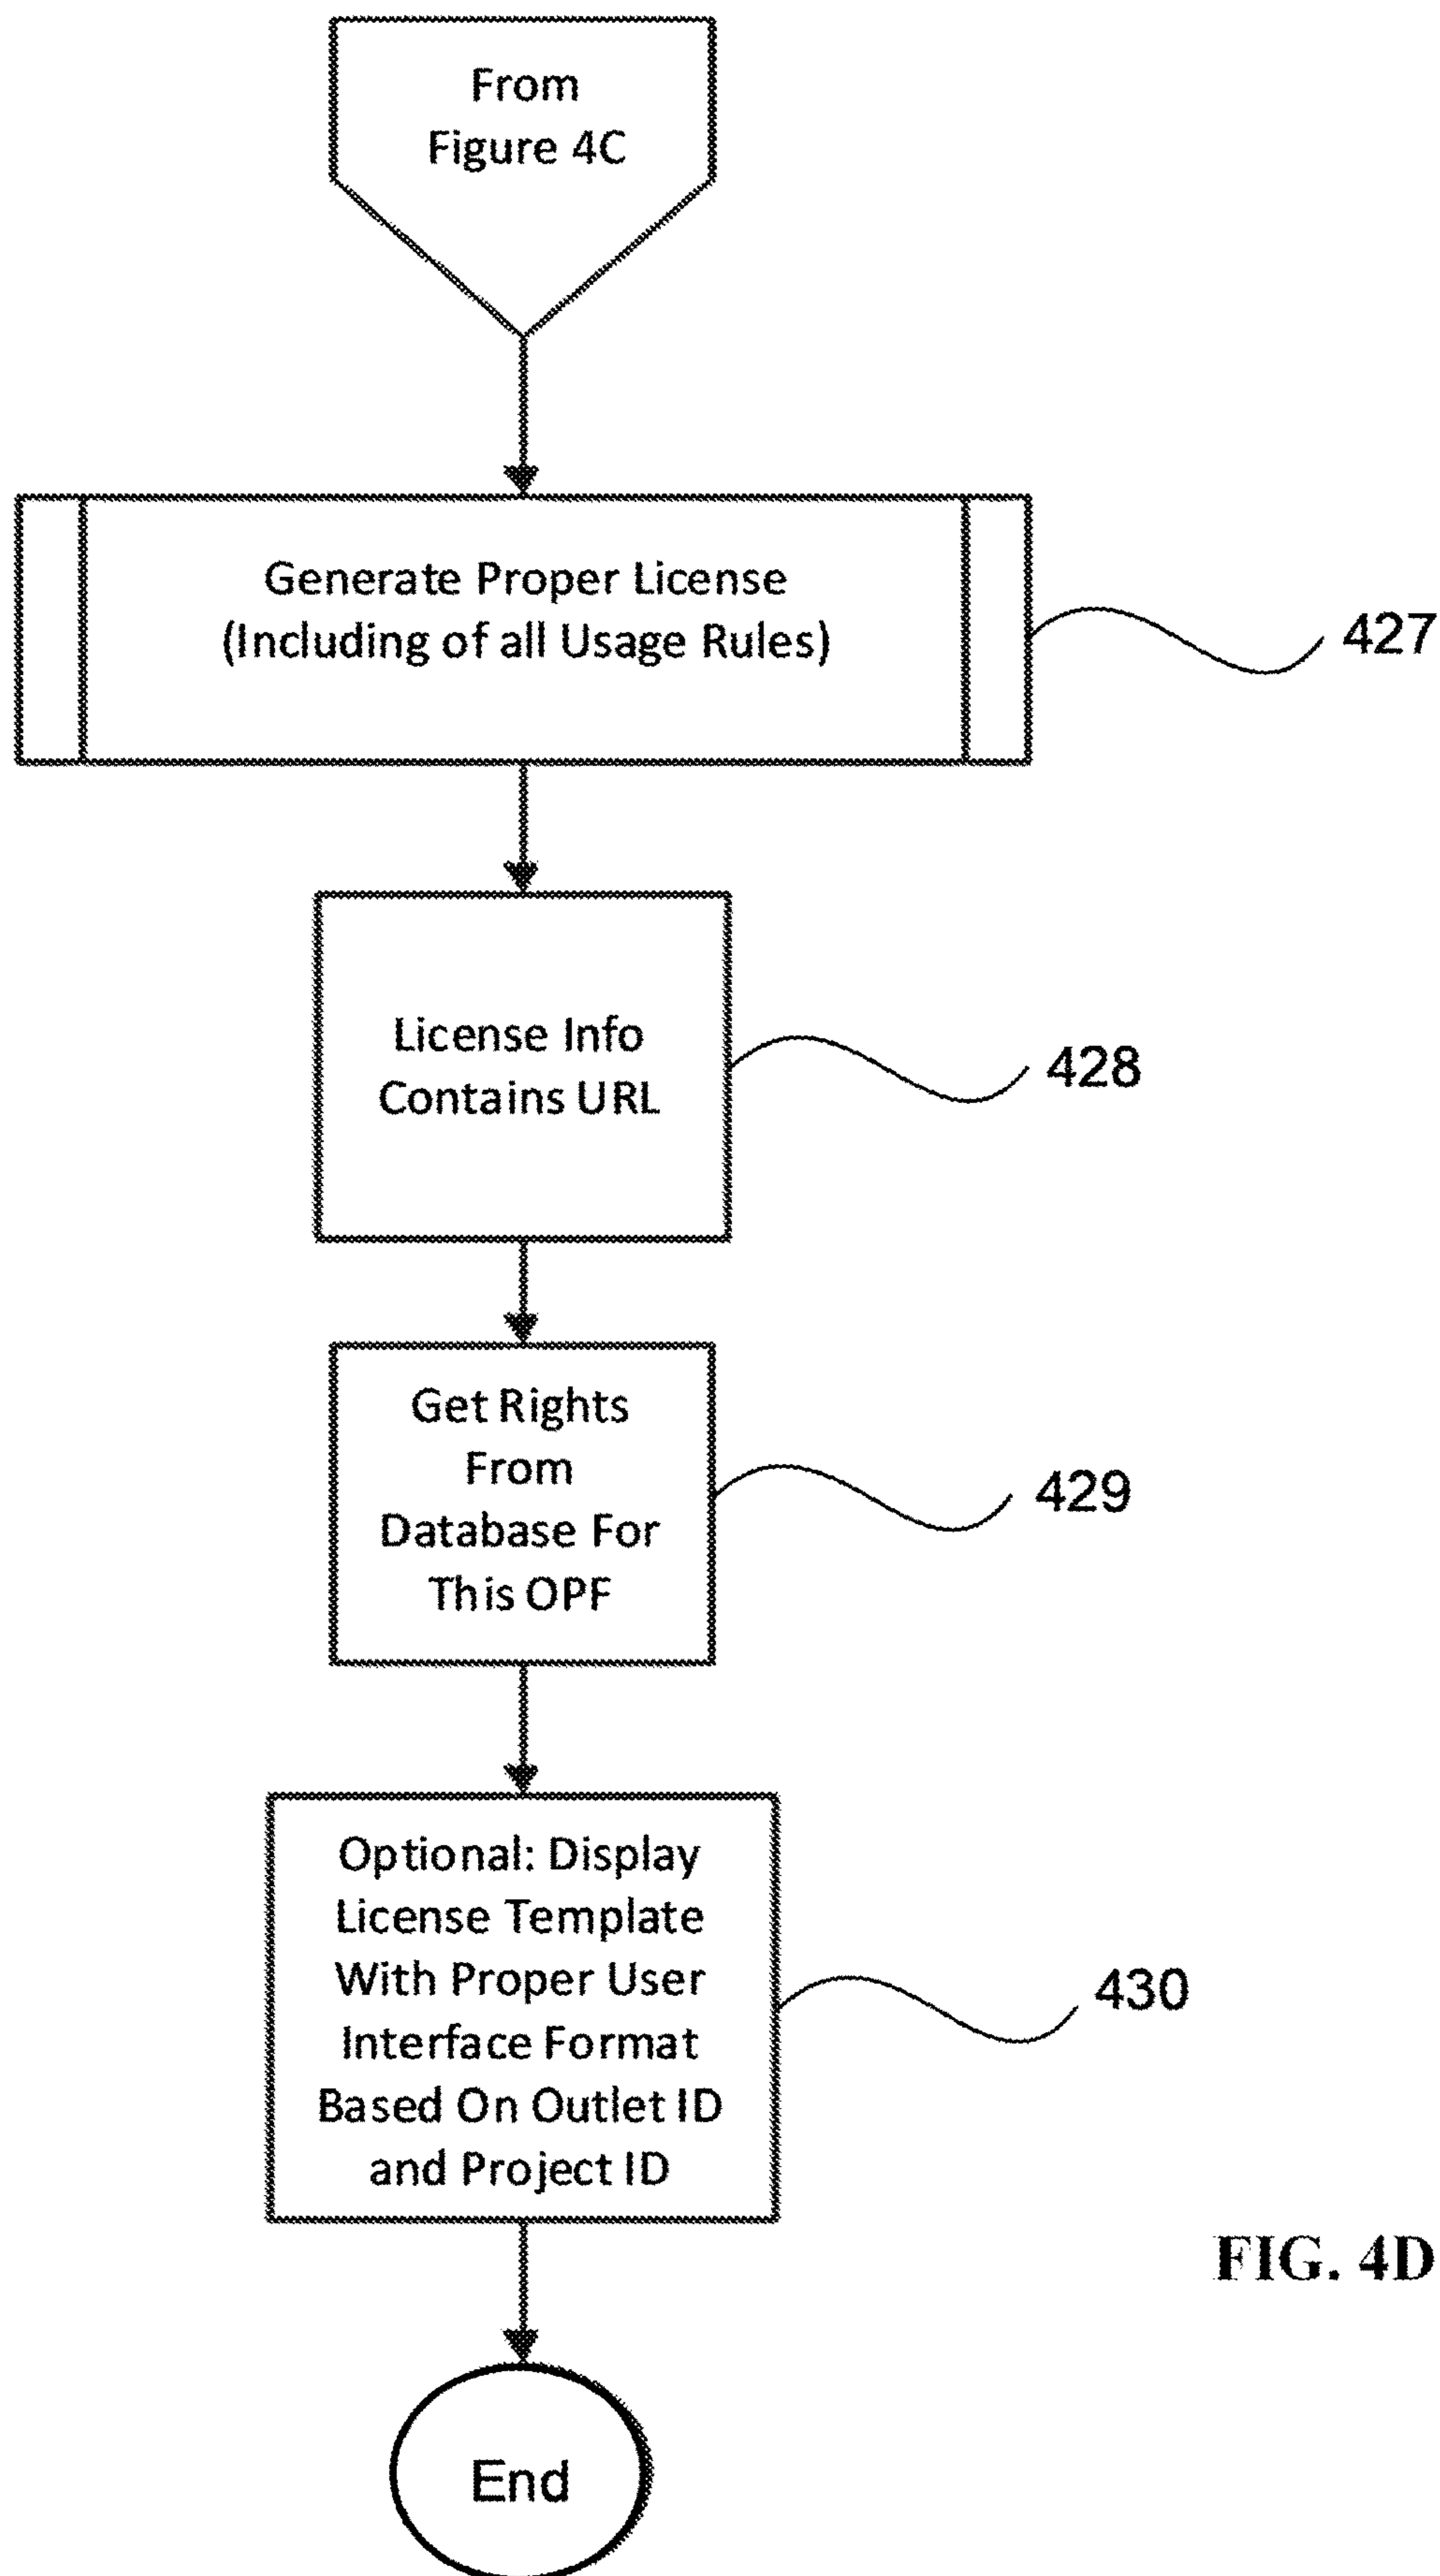 From
Figure 4C
Generate Proper License
(Including of all Usage Rules)
427
License Info
Contains URL
428
Get Rights
From
Database For
This OPF
429
Optional: Display
License Template
With Proper User
Interface Format
Based On Outlet ID
and Project ID
430
FIG. 4D
End